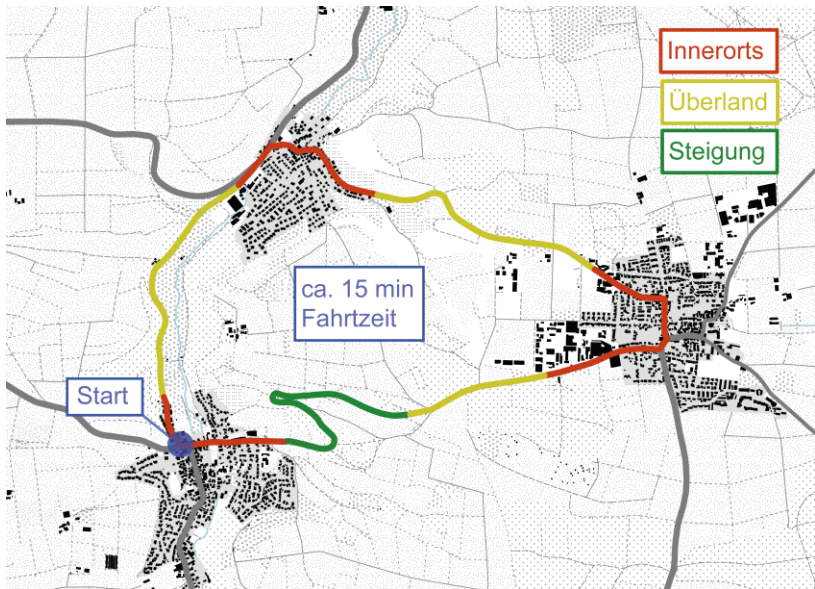 Innerorts
Überland
Steigung
ca. 15 min
Fahrtzeit
Start